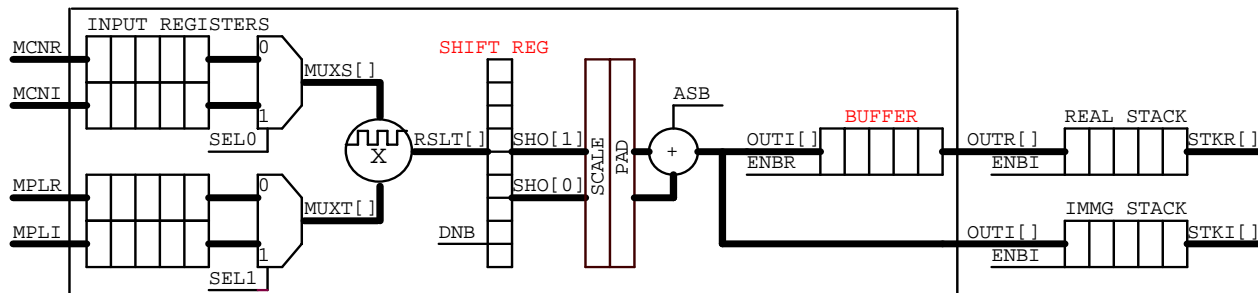 INPUT REGISTERS
MCNR
0
MUXS[]
MCNI
1
SEL0
SHIFT REG
ASB
BUFFER
REAL STACK
X
RSLT[]
SHO[1]
SCALE
PAD
+
OUTI[]
ENBR
OUTR[]
ENBI
STKR[]
MPLR
0
MUXT[]
SHO[0]
IMMG STACK
MPLI
1
SEL1
DNB
OUTI[]
ENBI
STKI[]